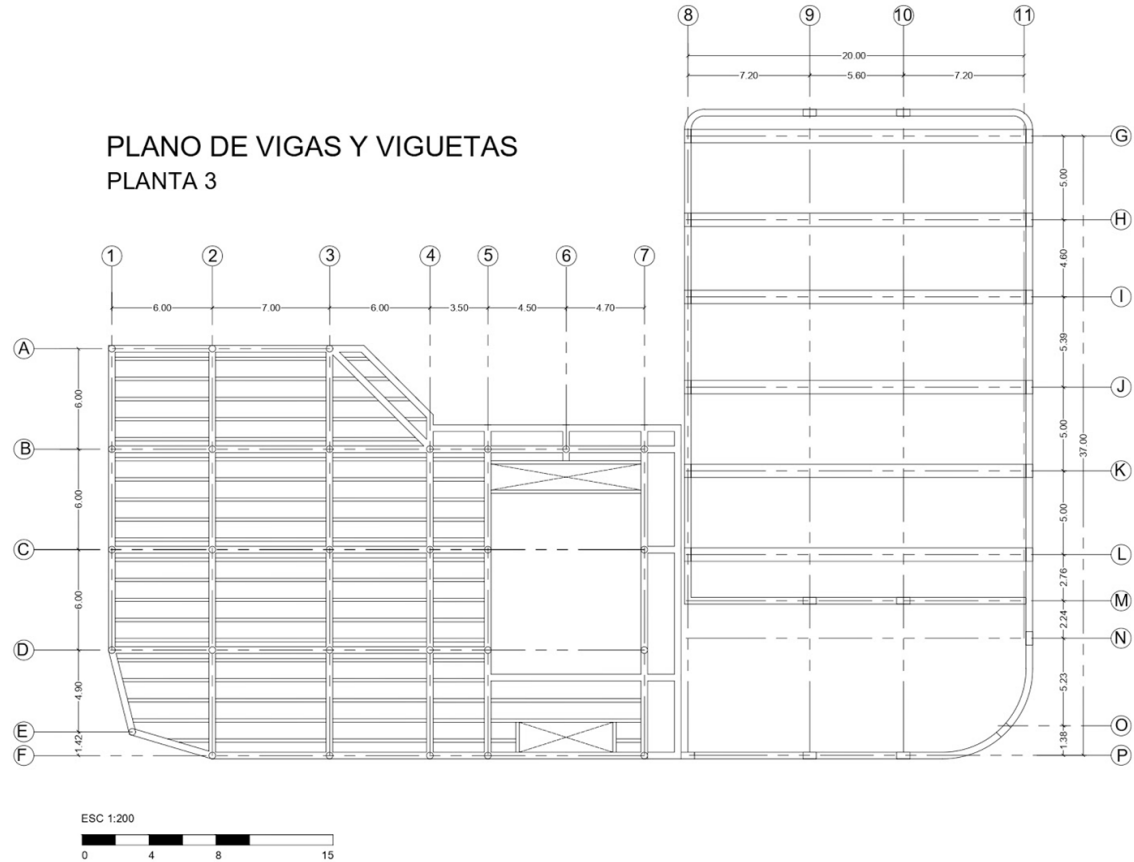 8 9 10 11
20.00
7.20 5.60 7.20
PLANO DE VIGAS Y VIGUETAS
PLANTA 3
G
5.00
H
4.60
I
5.39
J
5.00
37.00
K
5.00
L
2.76
M
2.24
N
5.23
O
1.38
P
1 2 3 4 5 6 7
6.00 7.00 6.00 3.50 4.50 4.70
A
6.00
B
6.00
C
6.00
D
4.90
E
1.42
F
ESC 1:200
0 4 8 15